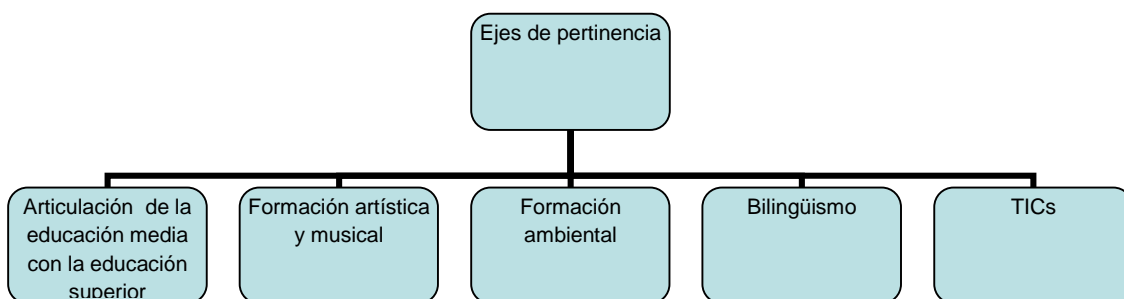 Ejes de pertinencia
Articulación de la
educación media
con la educación
superior
Formación artística
y musical
Formación
ambiental
Bilingüismo
TICs